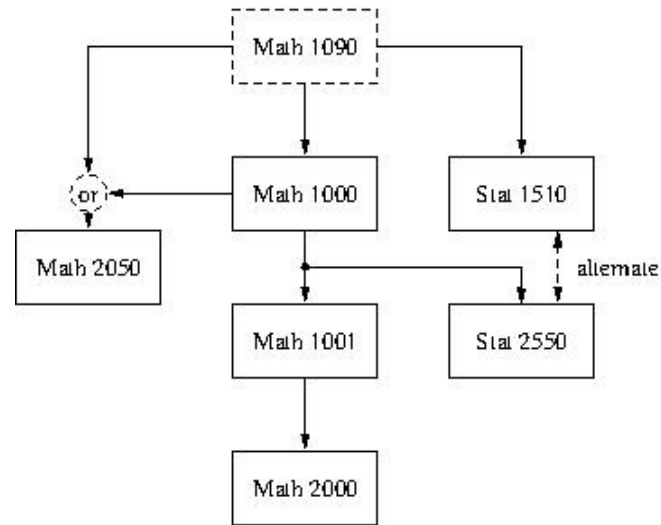 Math 1090
Math 1000
Stat 1510
or
Math 2050
alternate
Math 1001
Stat 2550
Math 2000